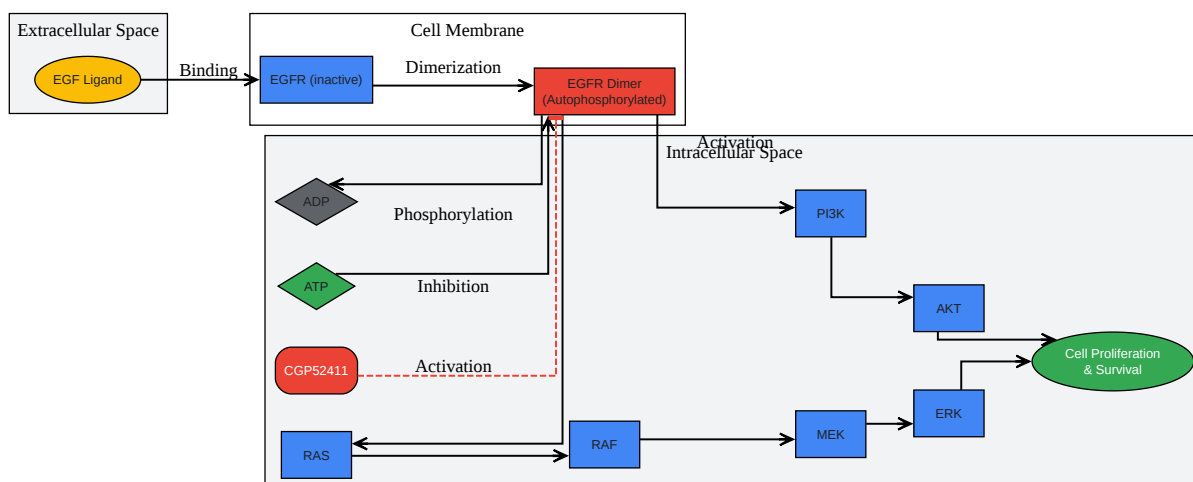 Extracellular Space
EGF Ligand
Binding
Cell Membrane
EGFR (inactive)
Dimerization
EGFR Dimer
(Autophosphorylated)
Activation
Intracellular Space
ADP
Phosphorylation
PI3K
ATP
Inhibition
AKT
CGP52411
Activation
Cell Proliferation
& Survival
RAS
RAF
MEK
ERK